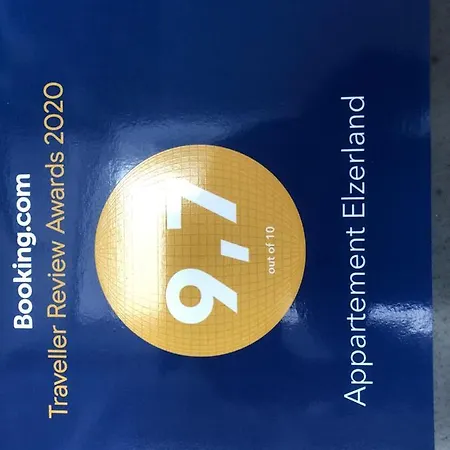 Booking.com
Traveller Review Awards 2020
9,7
out of 10
Appartement Elzerland